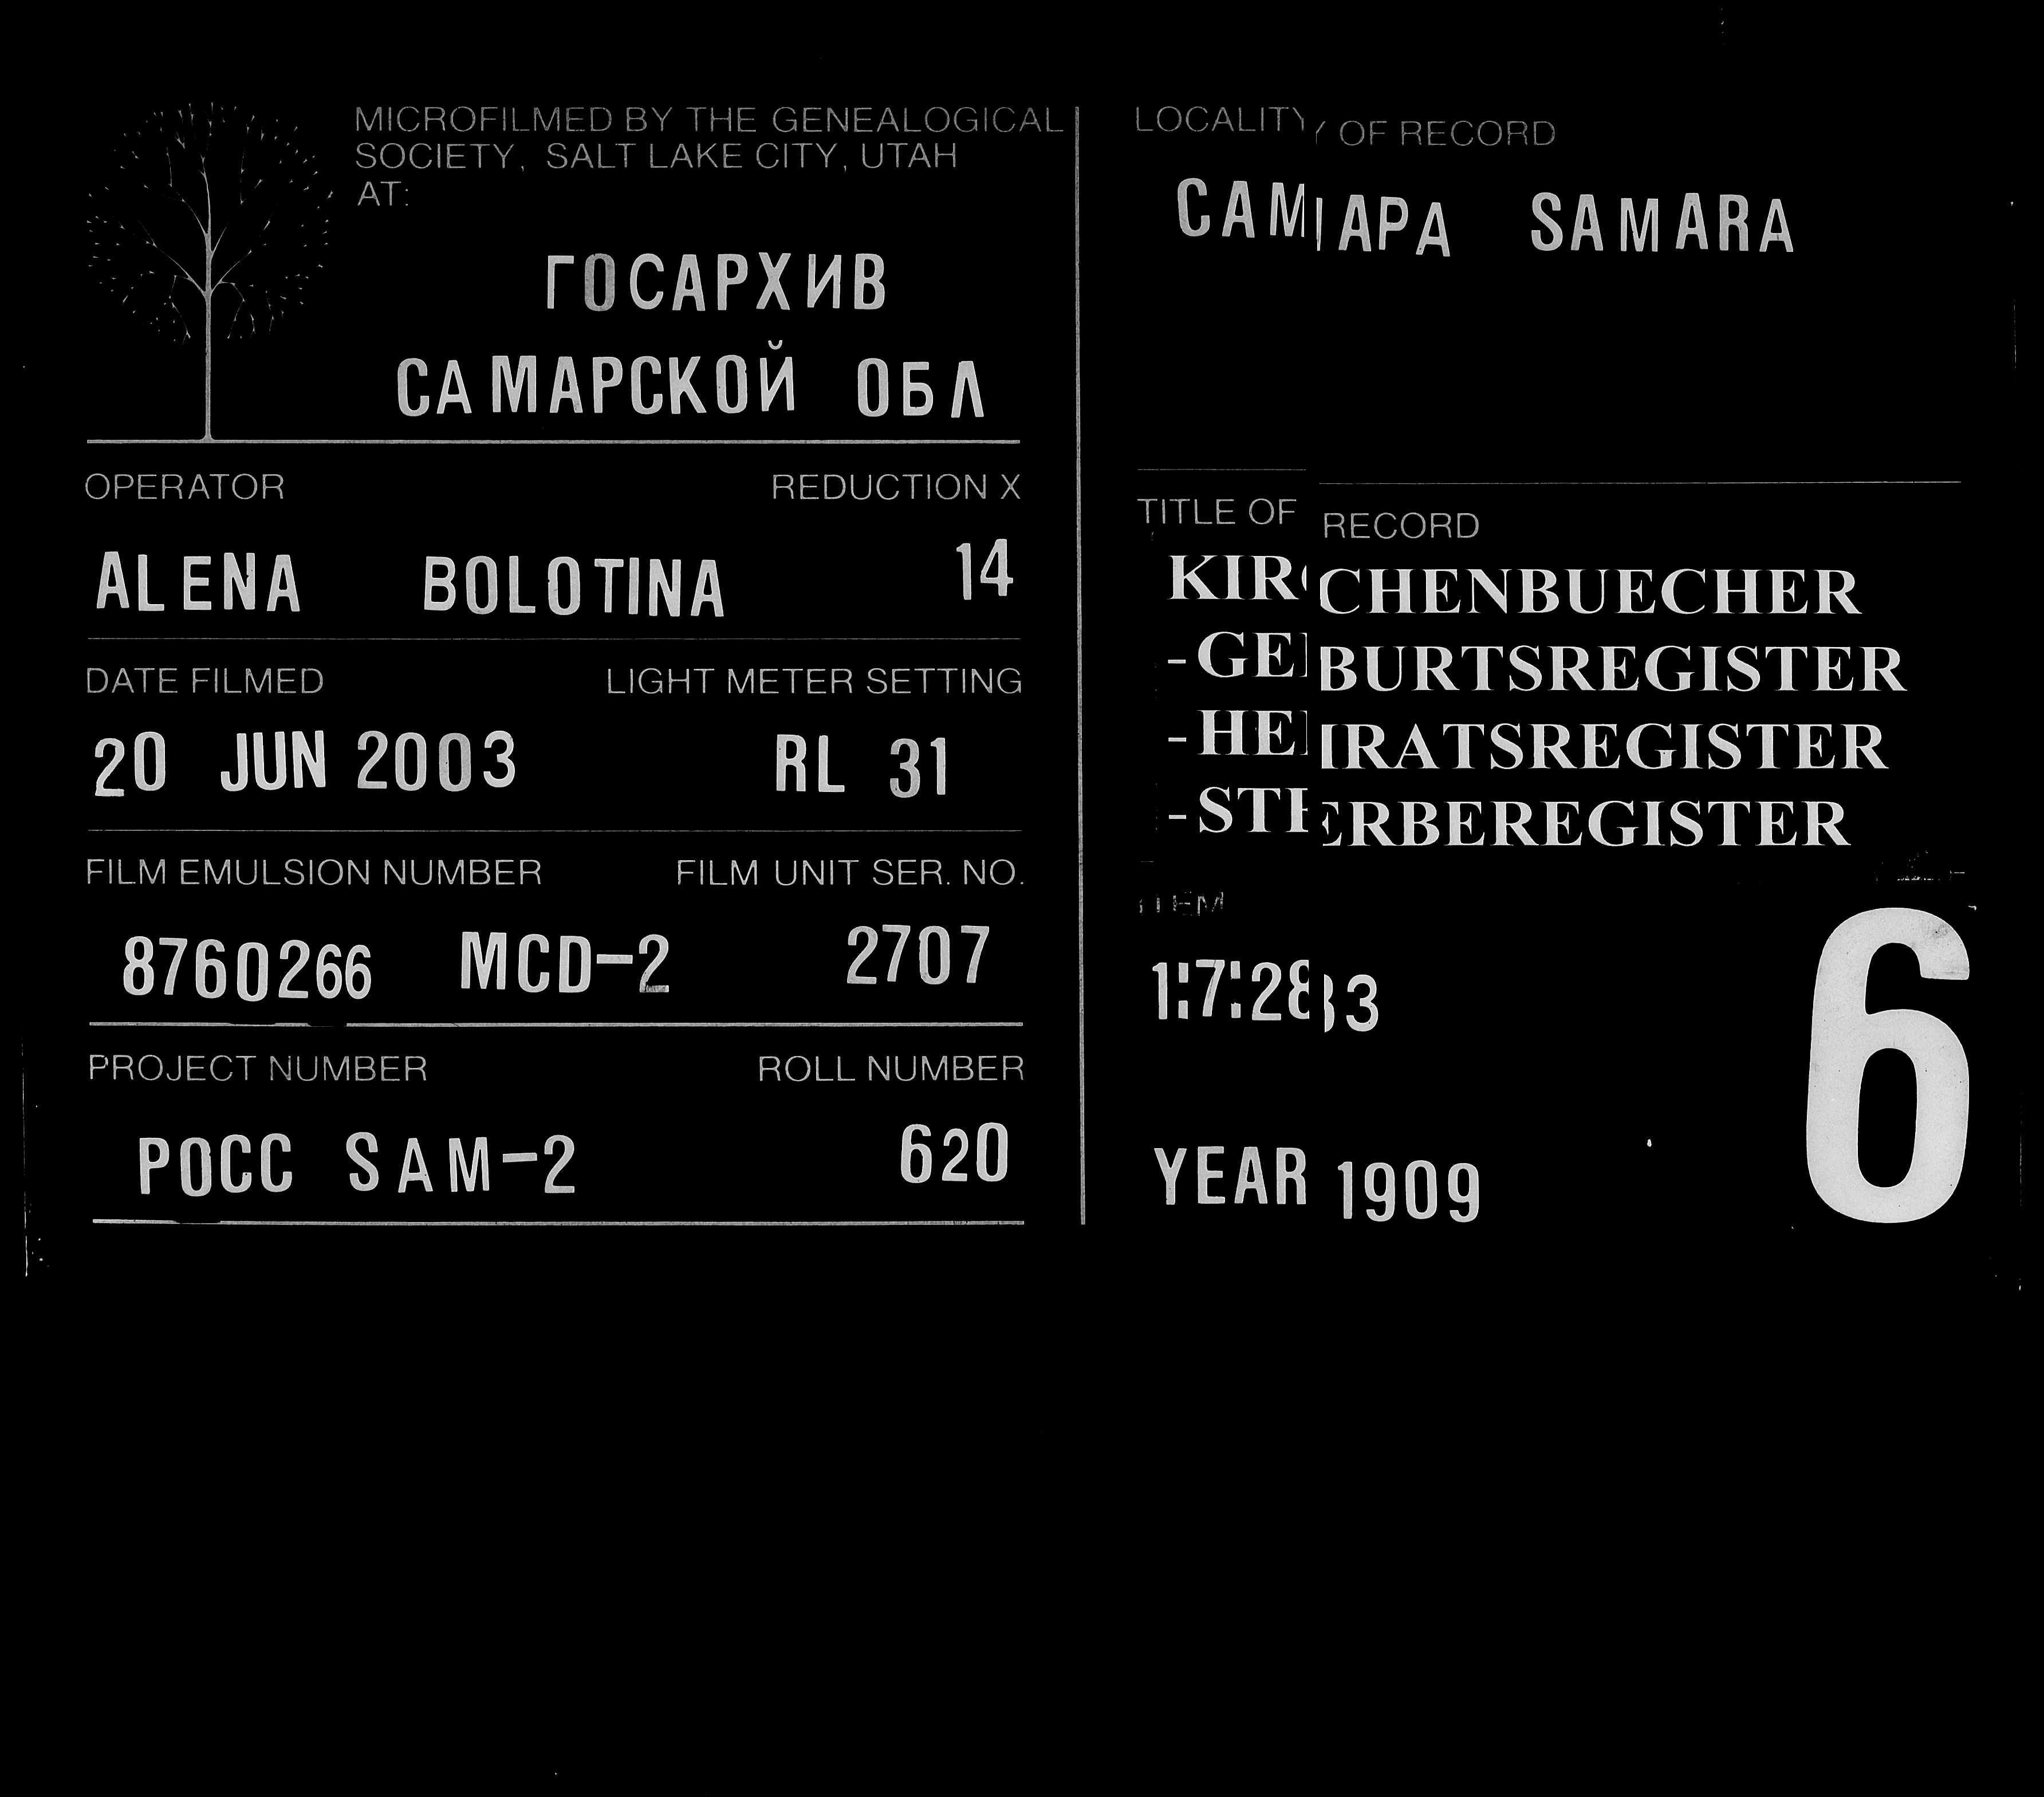 MICROFILMED BY THE GENEALOGICAL
SOCIETY, SALT LAKE CITY, UTAH
AT:
ГОСАРХИВ
САМАРСКОЙ ОБЛ
OPERATOR REDUCTION X
ALENA BOLOTINA 14
DATE FILMED LIGHT METER SETTING
20 JUN 2003 RL 31
FILM EMULSION NUMBER FILM UNIT SER. NO.
8760266 MCD-2 2707
PROJECT NUMBER ROLL NUMBER
РОСС SAM-2 620
LOCALITY OF RECORD
САМАРА SAMARA
TITLE OF RECORD
KIRCHENBUECHER
-GEBURTSREGISTER
-HEIRATSREGISTER
-STERBEREGISTER
ITEM
1:7:283
6
YEAR 1909